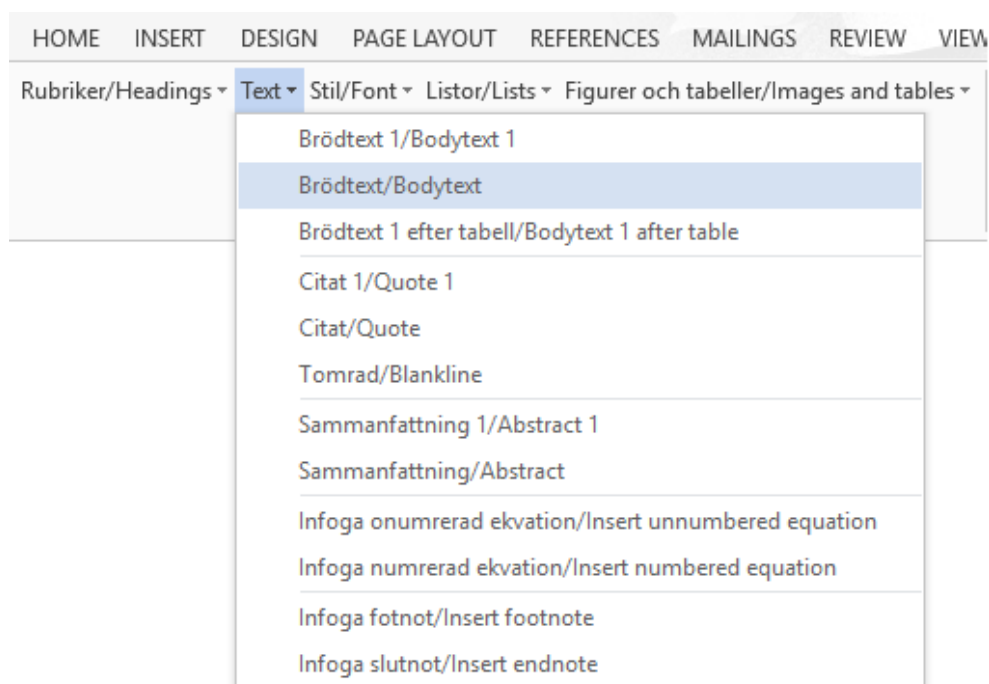 HOME INSERT DESIGN PAGE LAYOUT REFERENCES MAILINGS REVIEW VIEW
Rubriker/Headings Text Stil/Font Listor/Lists Figurer och tabeller/Images and tables
Brödtext 1/Bodytext 1
Brödtext/Bodytext
Brödtext 1 efter tabell/Bodytext 1 after table
Citat 1/Quote 1
Citat/Quote
Tomrad/Blankline
Sammanfattning 1/Abstract 1
Sammanfattning/Abstract
Infoga onumrerad ekvation/Insert unnumbered equation
Infoga numrerad ekvation/Insert numbered equation
Infoga fotnot/Insert footnote
Infoga slutnot/Insert endnote